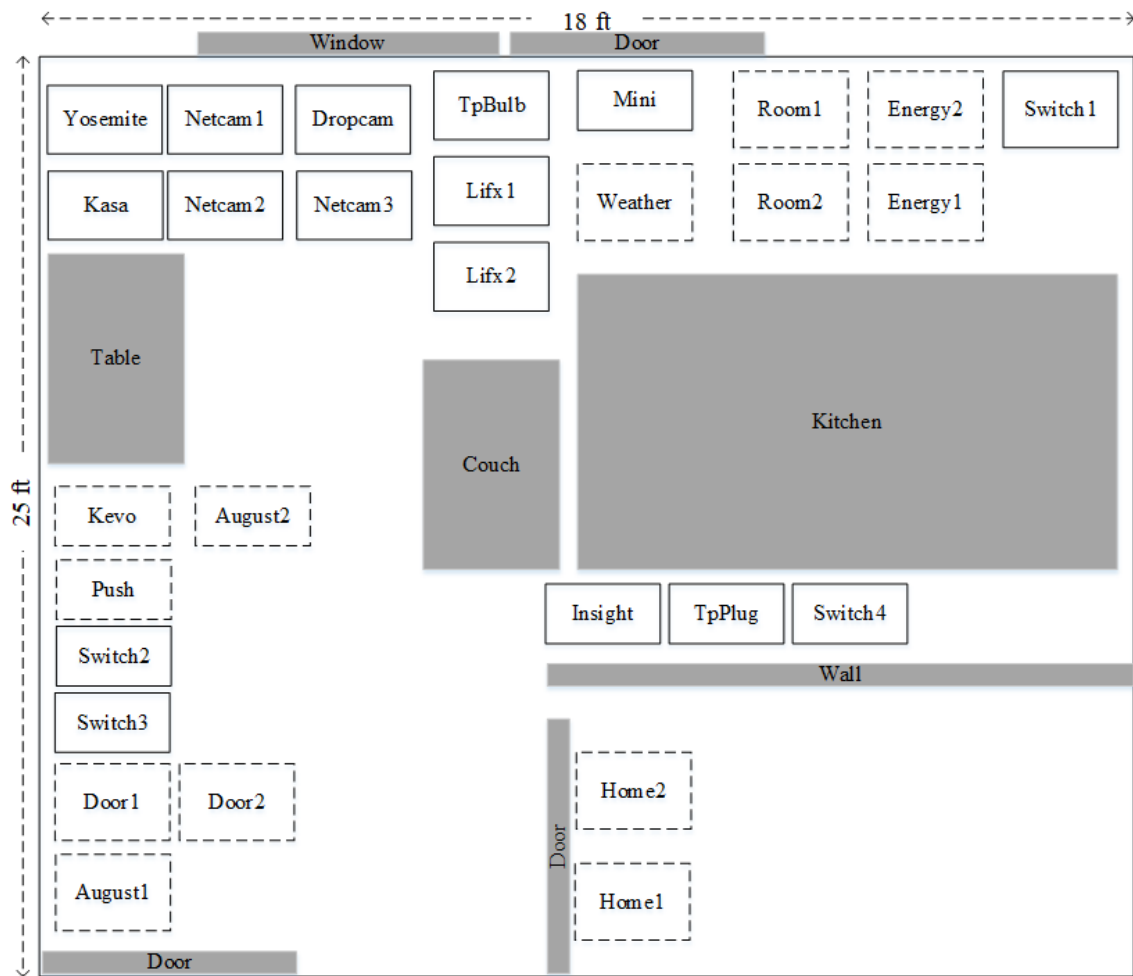 18 ft
Window
Door
Yosemite
Netcam1
Dropcam
TpBulb
Mini
Room1
Energy2
Switch1
Kasa
Netcam2
Netcam3
Lifx1
Weather
Room2
Energy1
Lifx2
Table
Couch
Kitchen
25 ft
Kevo
August2
Push
Insight
TpPlug
Switch4
Switch2
Wall
Switch3
Door1
Door2
Home2
Door
August1
Home1
Door